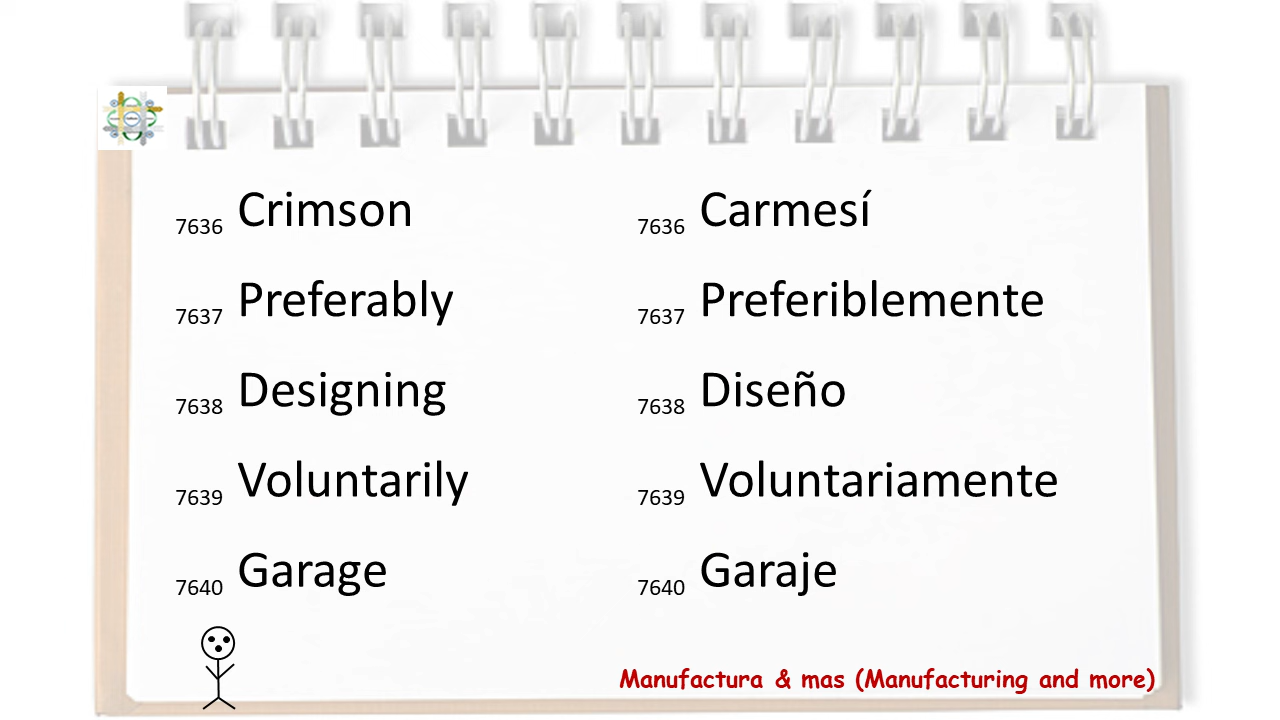 7636 Crimson 7636 Carmesí
7637 Preferably 7637 Preferiblemente
7638 Designing 7638 Diseño
7639 Voluntarily 7639 Voluntariamente
7640 Garage 7640 Garaje
Manufactura & mas (Manufacturing and more)